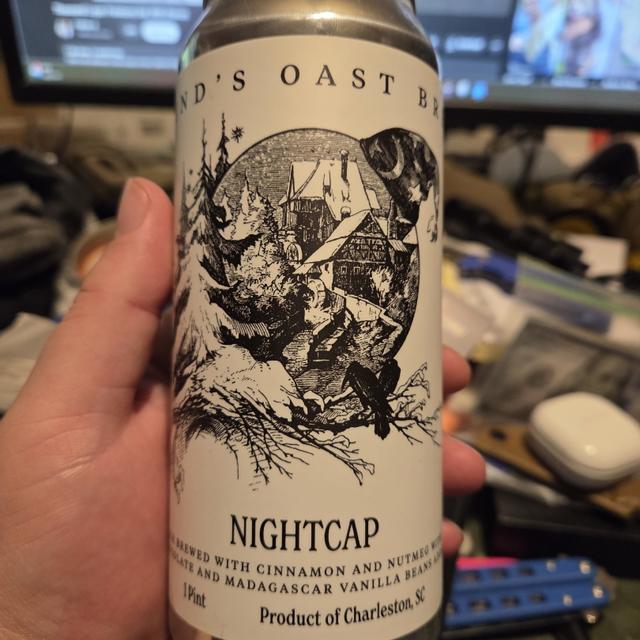 ND'S OAST BR
NIGHTCAP
BREWED WITH CINNAMON AND NUTMEG
OLATE AND MADAGASCAR VANILLA BEANS
1 Pint
Product of Charleston, SC